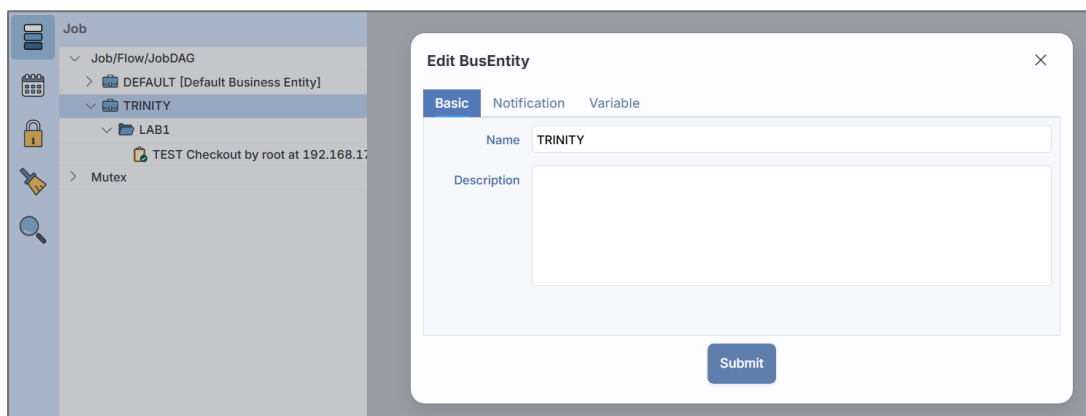 Job
Job/Flow/JobDAG
DEFAULT [Default Business Entity]
TRINITY
LAB1
TEST Checkout by root at 192.168.17
Mutex
Edit BusEntity
Basic Notification Variable
Name TRINITY
Description
Submit